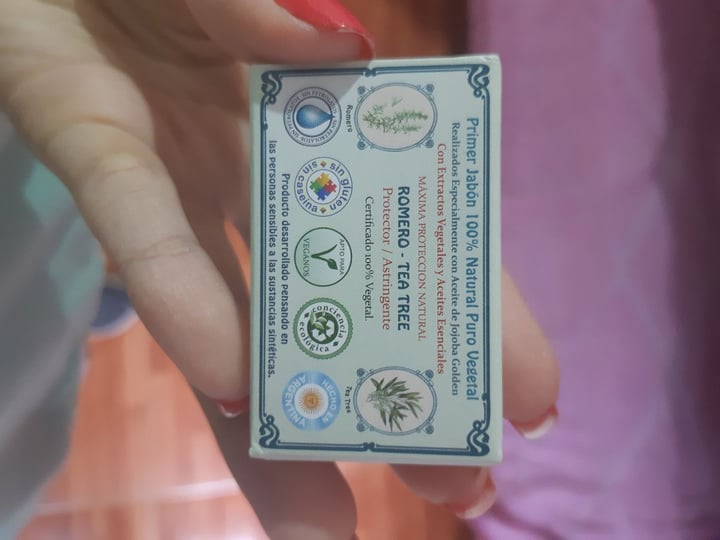 Primer Jabón 100% Natural Puro Vegetal
Realizados Especialmente con Aceite de Jojoba Golden
Con Extractos Vegetales y Aceites Esenciales
MÁXIMA PROTECCION NATURAL
ROMERO - TEA TREE
Protector / Astringente
Certificado 100% Vegetal.
Romero
Tea Tree
sin gluten
sin caseina
APTO PARA
VEGANOS
conciencia
ecológica
HECHO EN
ARGENTINA
Producto desarrollado pensando en
las personas sensibles a las sustancias sintéticas.